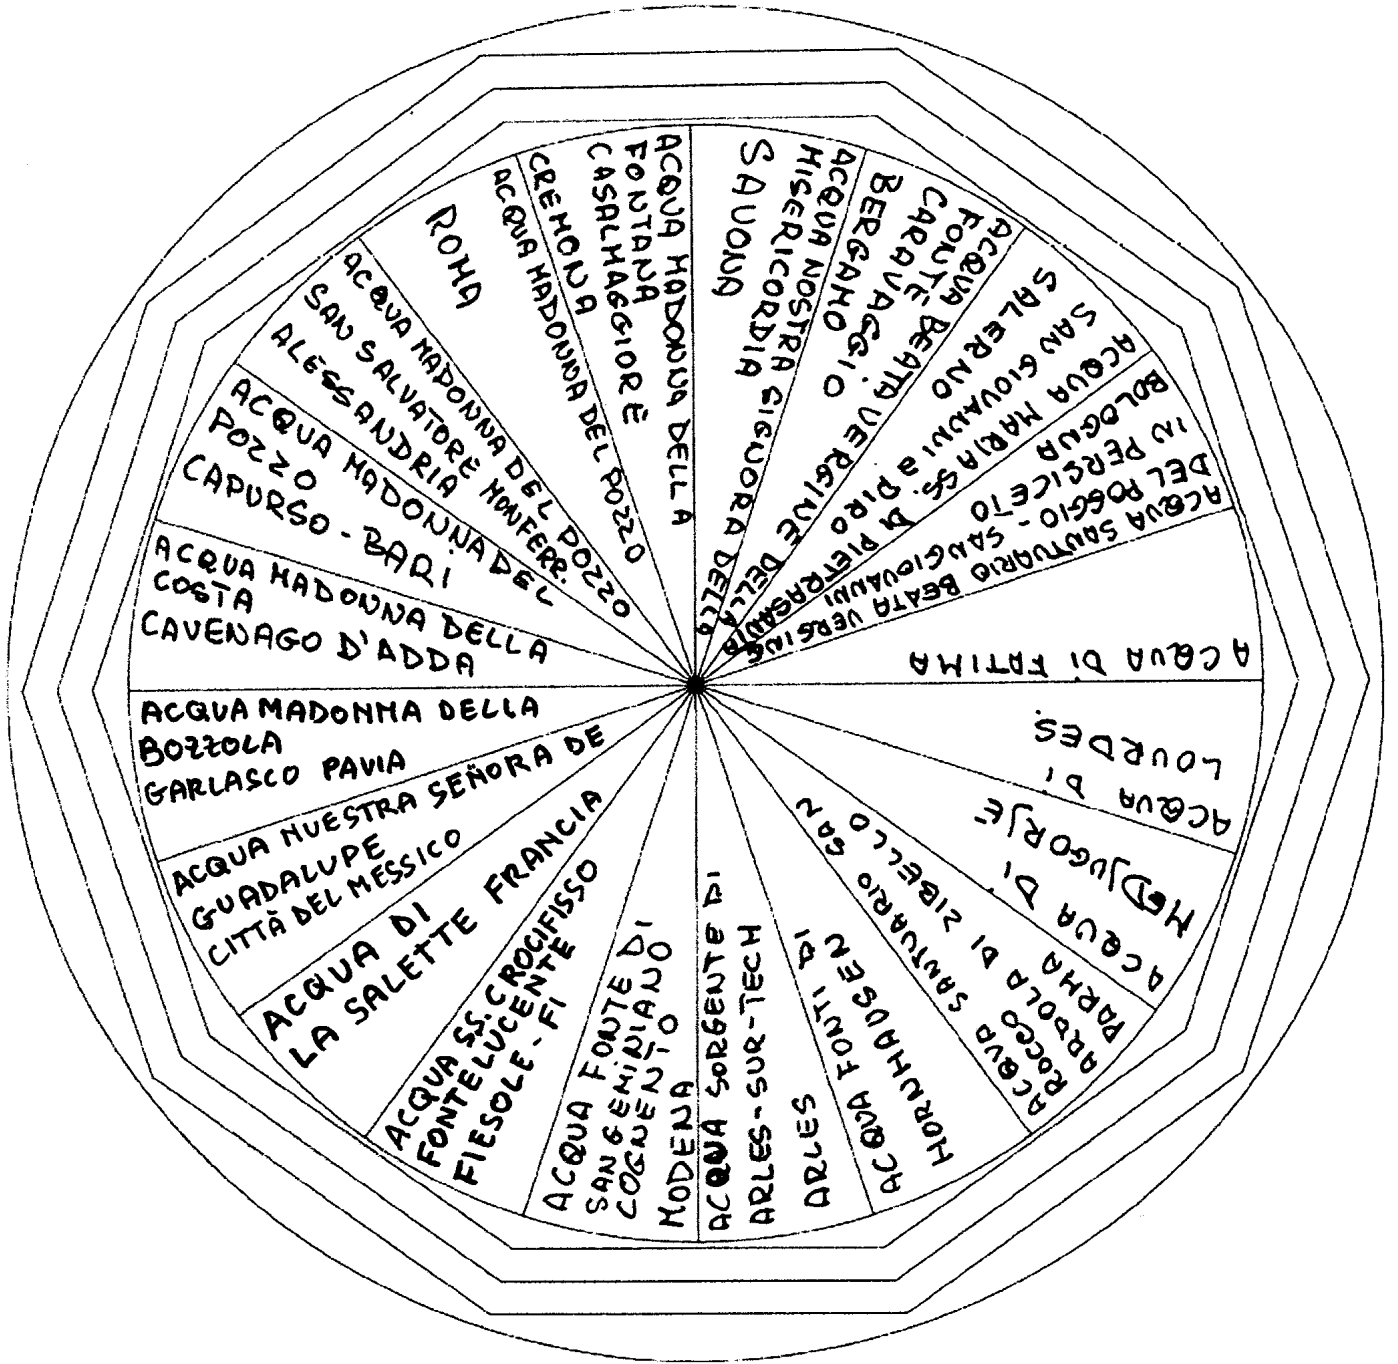 ACQUA MADONNA DELLA
FONTANA
CASALMAGGIORE
CREMONA
ACQUA NOSTRA SIGNORA DELLA
MISERICORDIA
SAVONA
ACQUA BEATA VERGINE DELLA
FONTE
CARAVAGGIO
BERGAMO
ACQUA MARIA SS. DI PIETRASANTA
SAN GIOVANNI a PIRO
SALERNO
ACQUA SANTUARIO BEATA VERGINE
DEL POGGIO - SAN GIOVANNI
IN PERSICETO
BOLOGNA
ACQUA Di FATIMA
ACQUA Di
LOURDES.
ACQUA Di
MEDJUGORJE
ACQUA SANTUARIO SAN
ROCCO
ARDOLA DI ZIBELLO
PARMA
ACQUA FONTI DI
HORNHAUSEN
ACQUA SORGENTE DI
ARLES-SUR-TECH
ARLES
ACQUA FONTE DI
SAN GEMINIANO
COGNENTO
MODENA
ACQUA SS. CROCIFISSO
FONTELUCENTE
FIESOLE - FI
ACQUA DI
LA SALETTE FRANCIA
ACQUA NUESTRA SEÑORA DE
GUADALUPE
CITTÀ DEL MESSICO
ACQUA MADONNA DELLA
BOZZOLA
GARLASCO PAVIA
ACQUA MADONNA DELLA
COSTA
CAVENAGO D'ADDA
ACQUA MADONNA DEL
POZZO
CAPURSO - BARI
ACQUA MADONNA DEL POZZO
SAN SALVATORE MONFERR.
ALESSANDRIA
ACQUA MADONNA DEL POZZO
ROMA